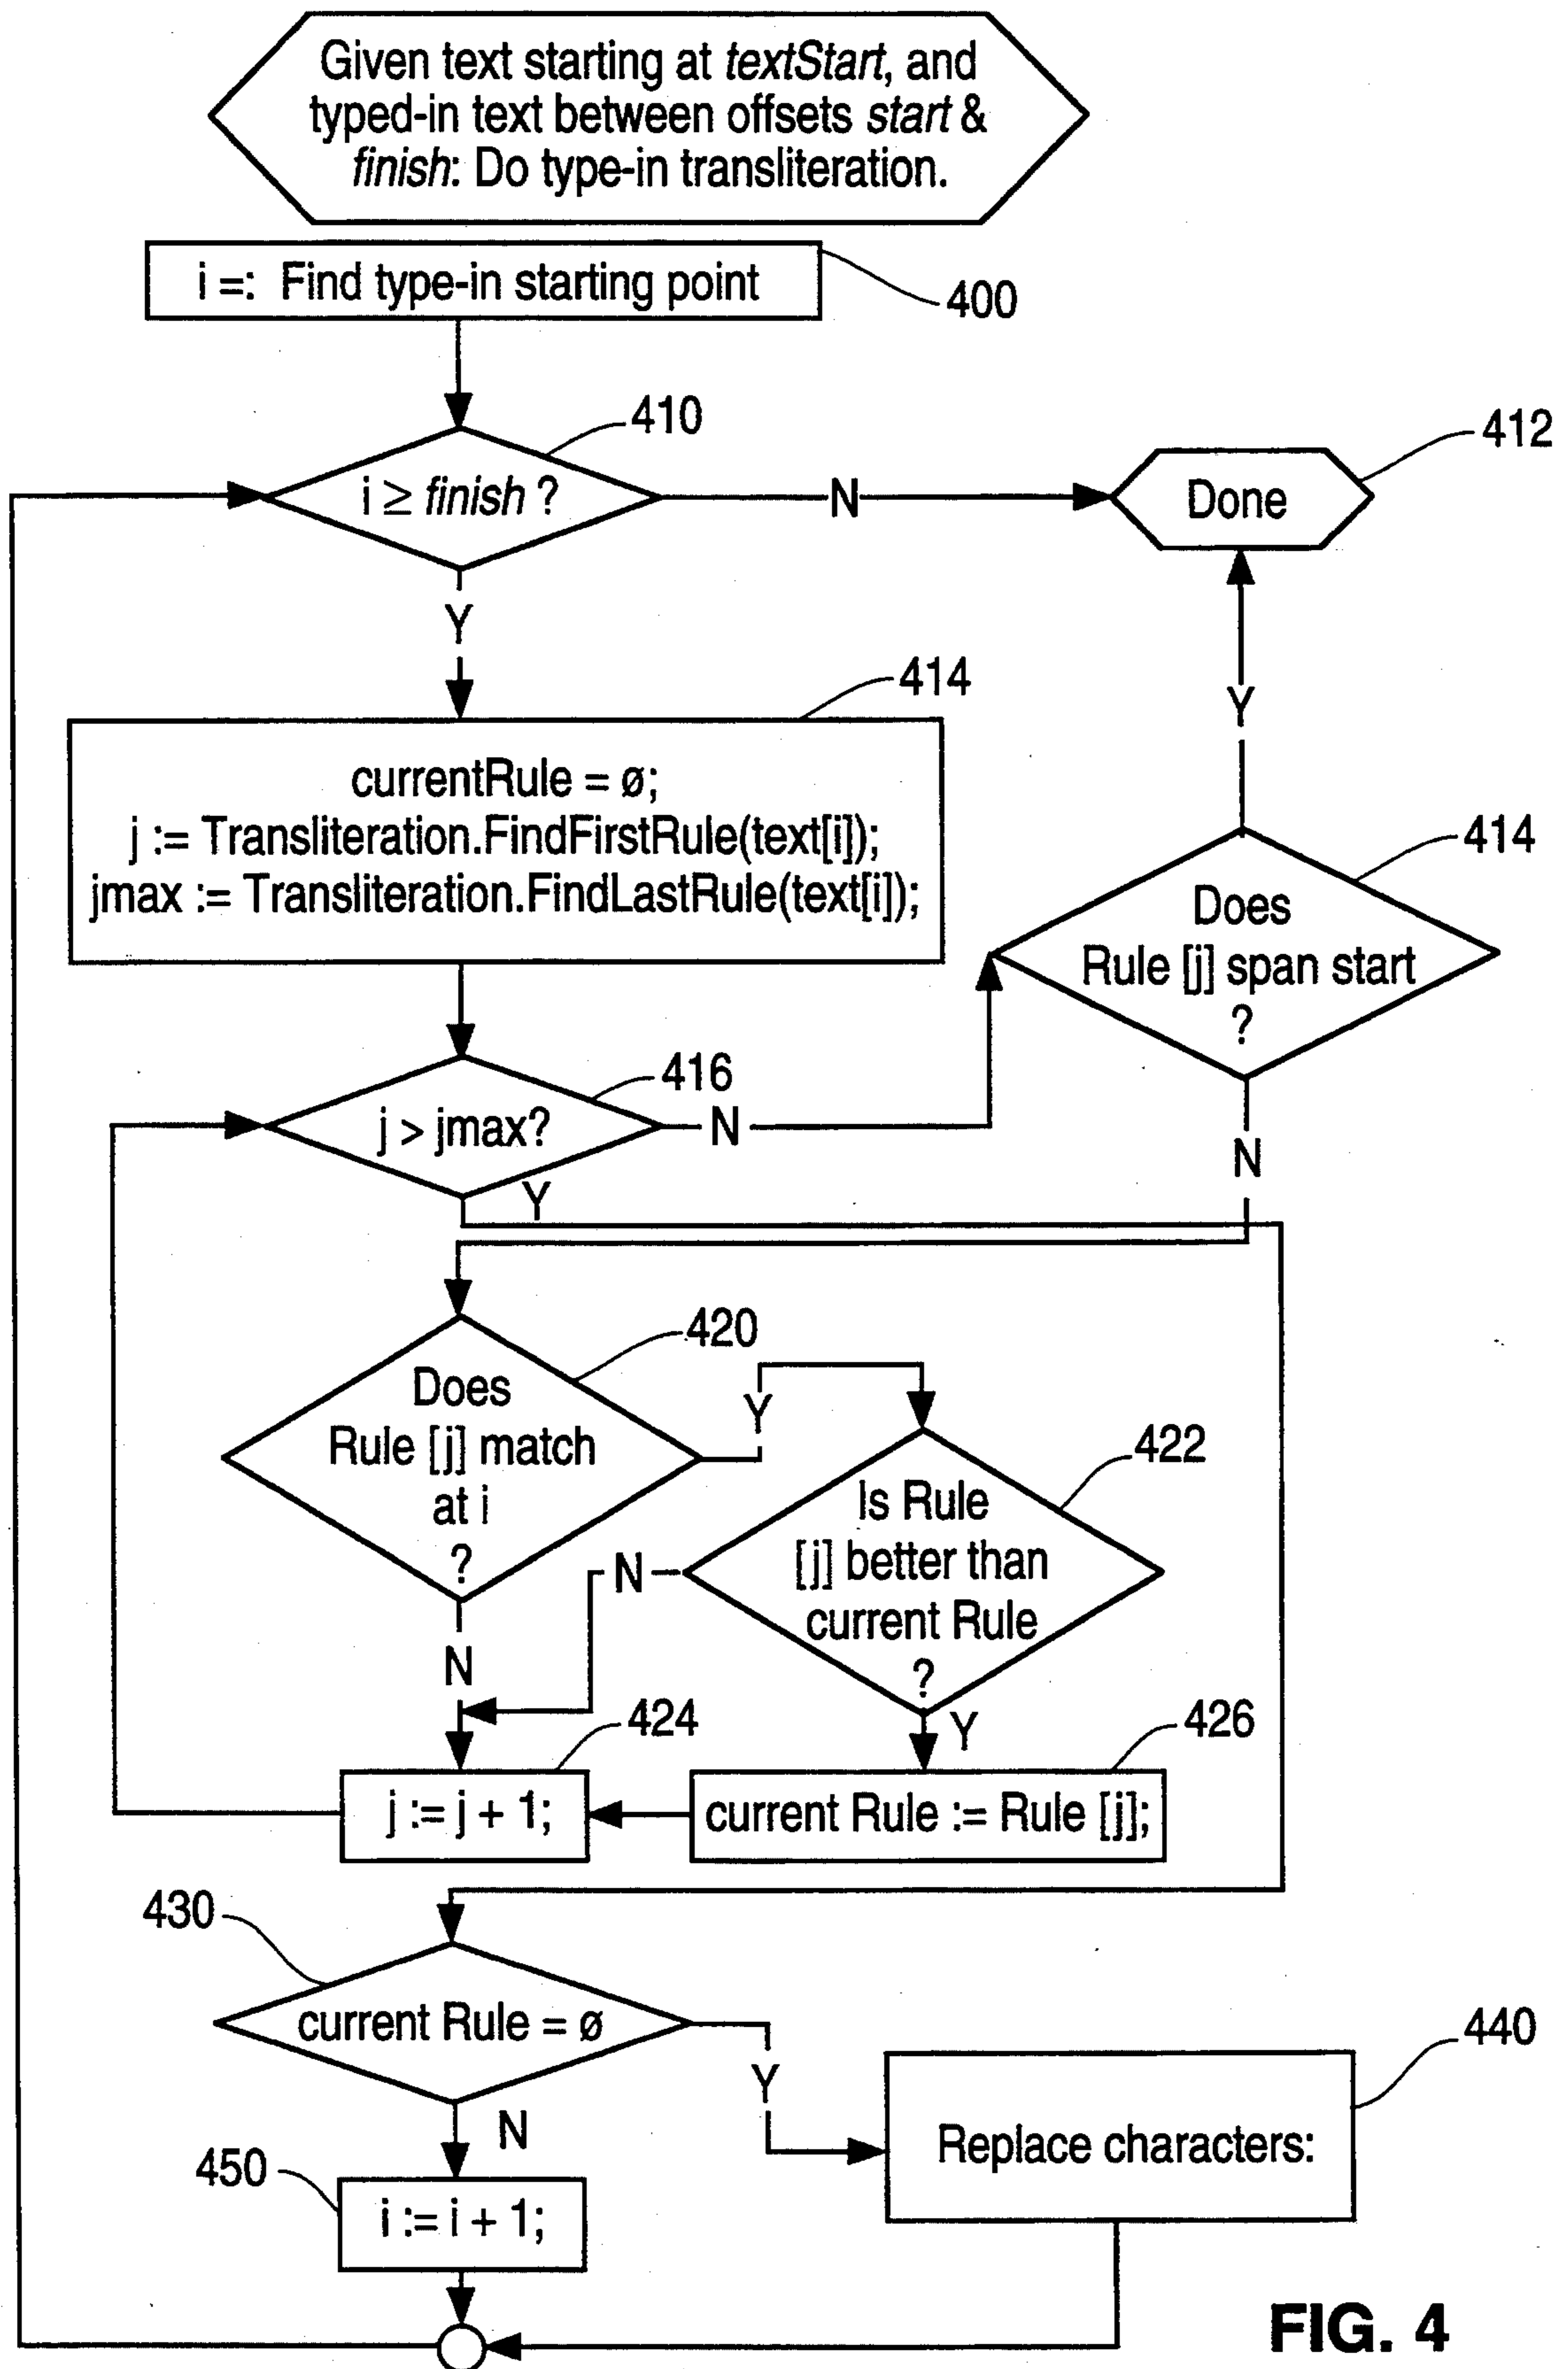 Given text starting at textStart, and
typed-in text between offsets start &
finish: Do type-in transliteration.
i =: Find type-in starting point
400
410
412
i ≥ finish ?
N
Done
Y
414
Y
currentRule = ø;
j := Transliteration.FindFirstRule(text[i]);
jmax := Transliteration.FindLastRule(text[i]);
414
Does
Rule [j] span start
?
416
j > jmax?
N
N
Y
420
Does
Rule [j] match
at i
?
Y
422
Is Rule
[j] better than
current Rule
?
N
N
Y
424
426
j := j + 1;
current Rule := Rule [j];
430
current Rule = ø
440
Y
Replace characters:
N
450
i := i + 1;
FIG. 4